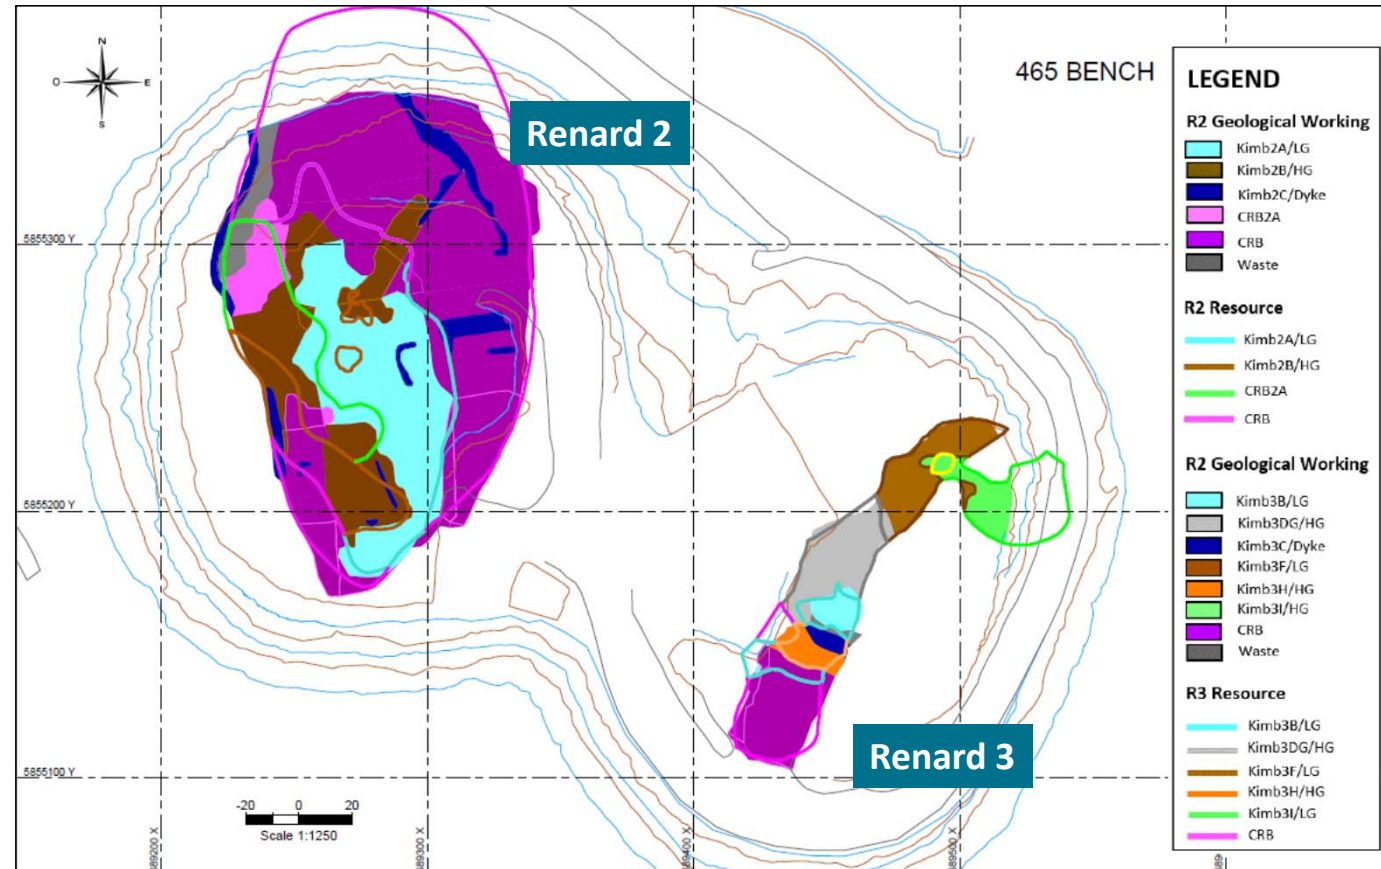 N
O
E
S
465 BENCH
Renard 2
5855300 Y
5855200 Y
5855100 Y
Renard 3
-20 0 20
Scale 1:1250
LEGEND
R2 Geological Working
Kimb2A/LG
Kimb2B/HG
Kimb2C/Dyke
CRB2A
CRB
Waste
R2 Resource
Kimb2A/LG
Kimb2B/HG
CRB2A
CRB
R2 Geological Working
Kimb3B/LG
Kimb3DG/HG
Kimb3C/Dyke
Kimb3F/LG
Kimb3H/HG
Kimb3I/HG
CRB
Waste
R3 Resource
Kimb3B/LG
Kimb3DG/HG
Kimb3F/LG
Kimb3H/HG
Kimb3I/LG
CRB